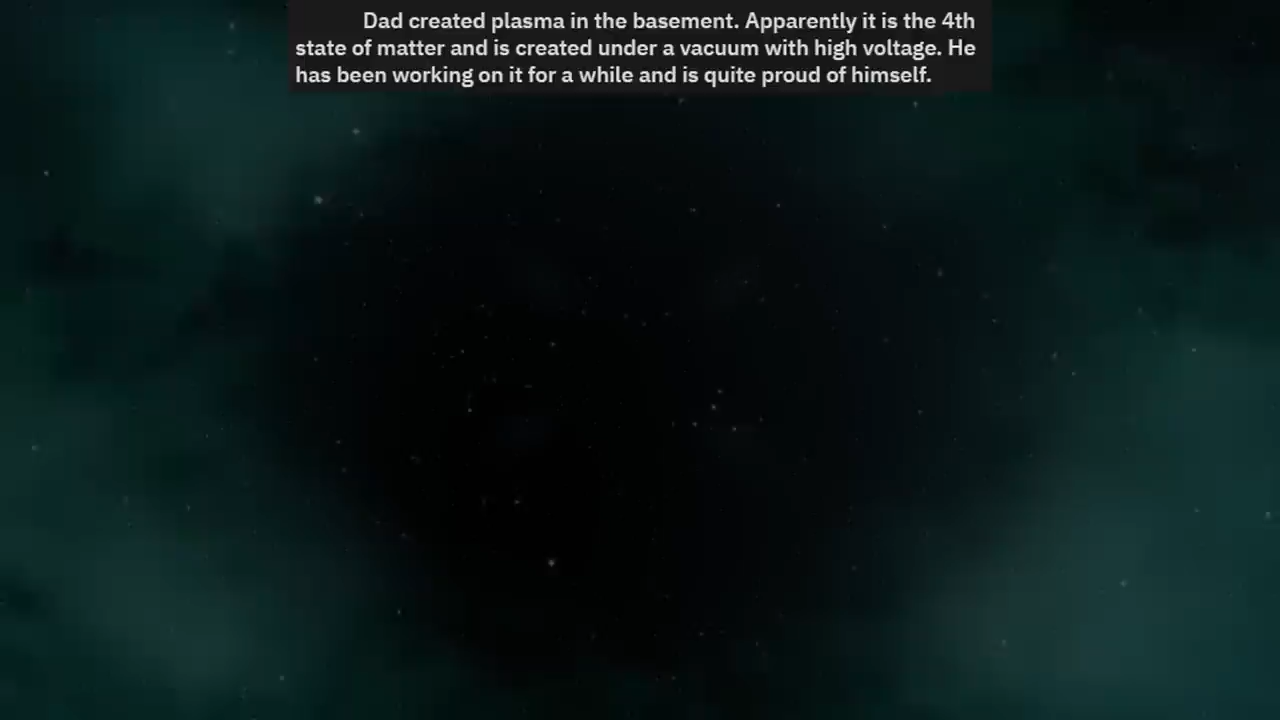 Dad created plasma in the basement. Apparently it is the 4th
state of matter and is created under a vacuum with high voltage. He
has been working on it for a while and is quite proud of himself.